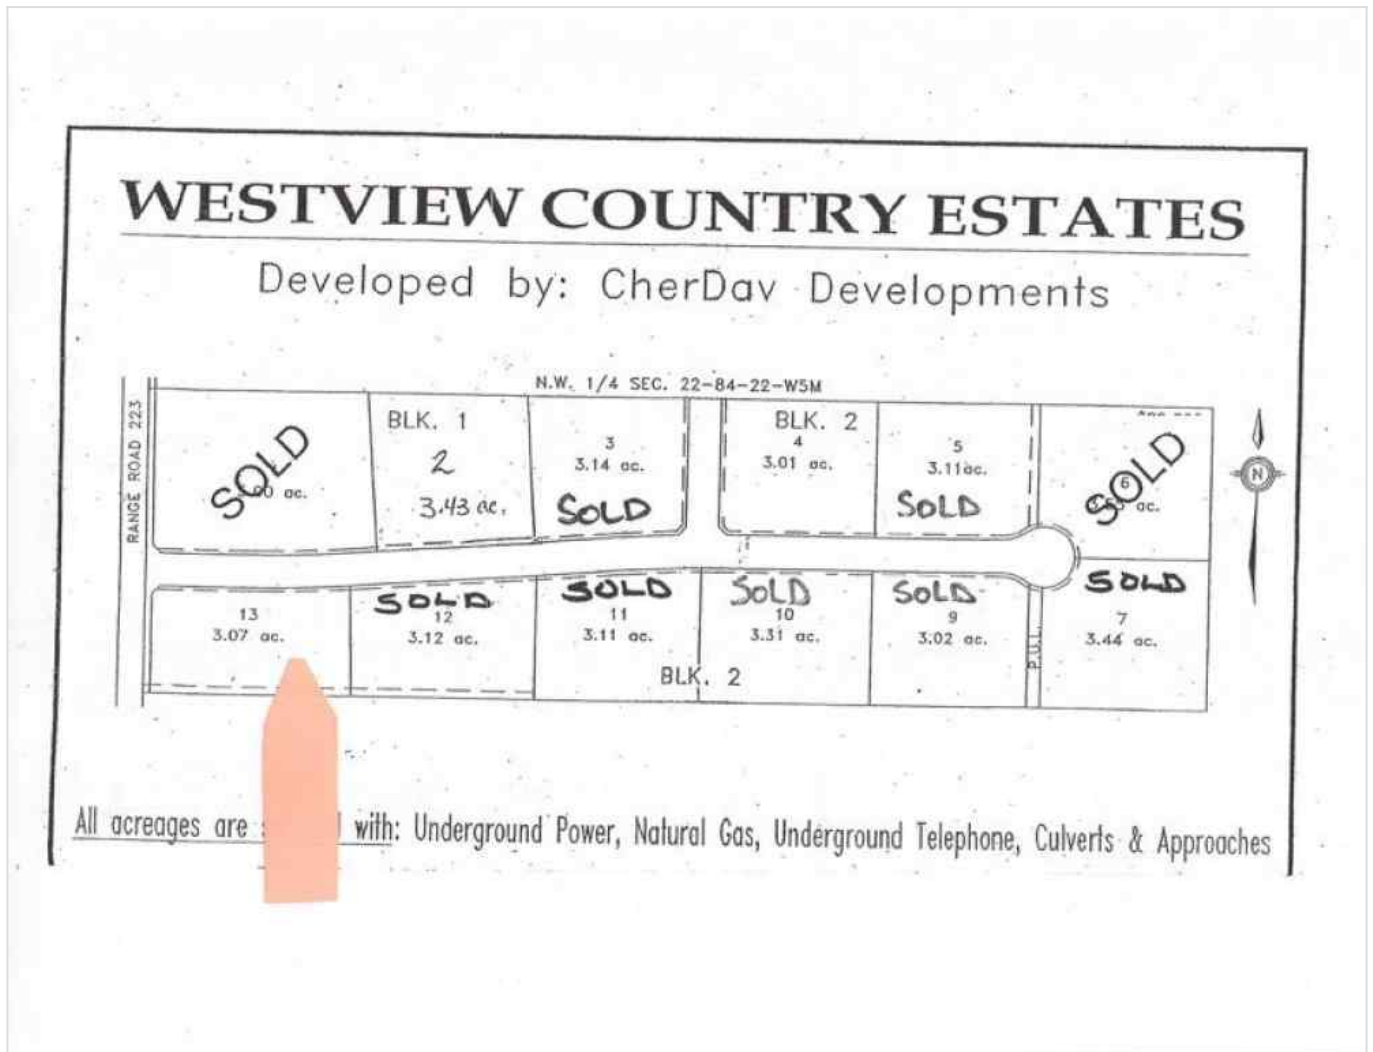 WESTVIEW COUNTRY ESTATES
Developed by: CherDav Developments
N.W. 1/4 SEC. 22-84-22-W5M
RANGE ROAD 223
SOLD
ac.
BLK. 1
2
3.43 ac.
3
3.14 ac.
SOLD
BLK. 2
4
3.01 ac.
5
3.11ac.
SOLD
6
SOLD
ac.
N
13
3.07 ac.
SOLD
12
3.12 ac.
SOLD
11
3.11 ac.
SOLD
10
3.31 ac.
BLK. 2
SOLD
9
3.02 ac.
P.U.L.
SOLD
7
3.44 ac.
All acreages are with: Underground Power, Natural Gas, Underground Telephone, Culverts & Approaches